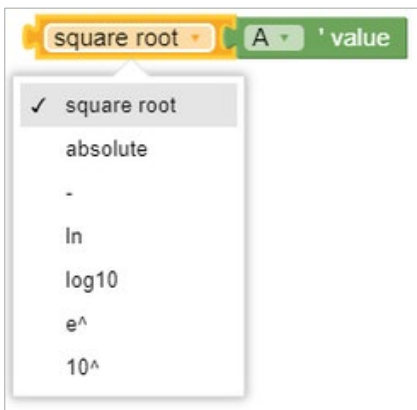 square root A ' value
✓ square root
absolute
-
ln
log10
e^
10^